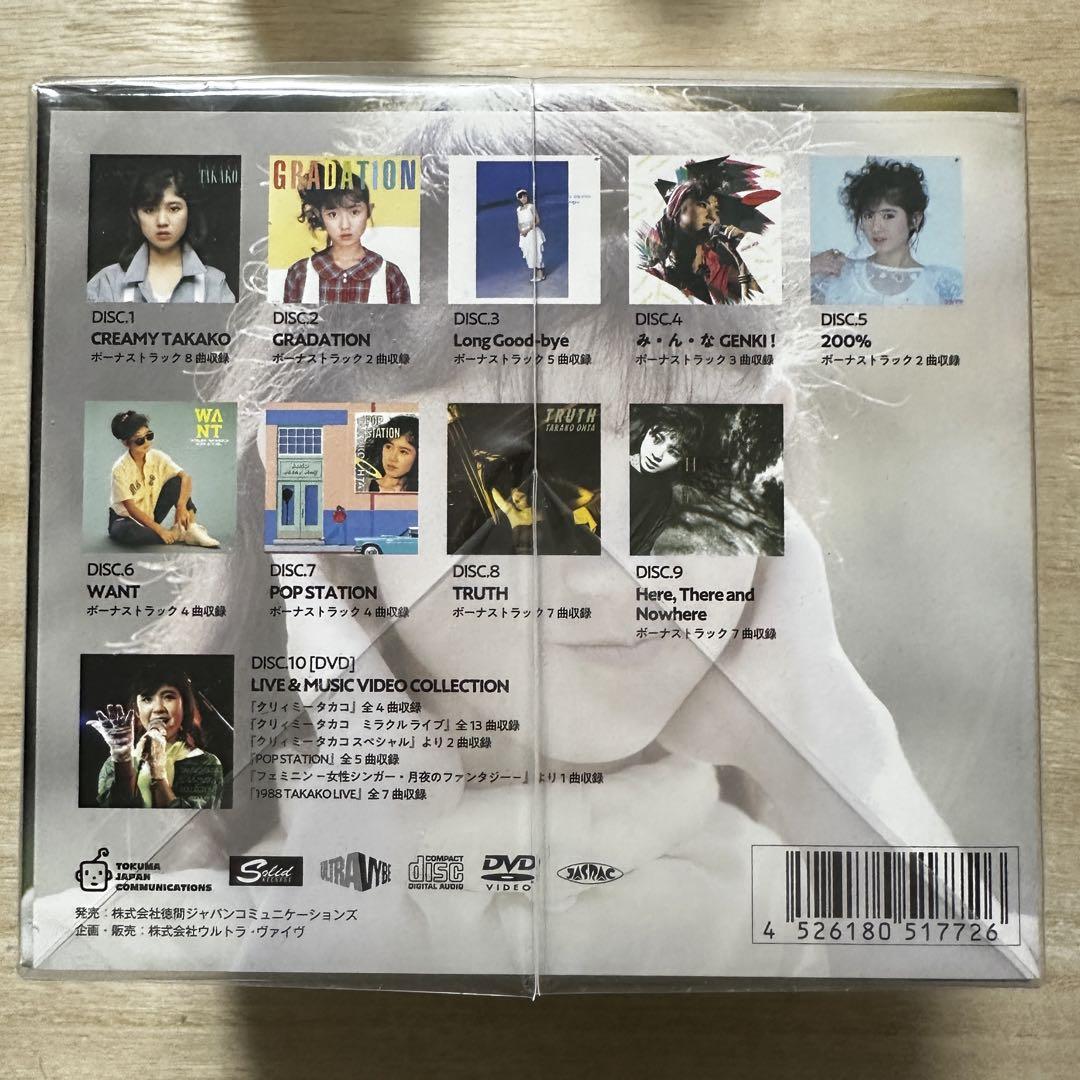 TAKAKO
GRADATION
DISC.1
CREAMY TAKAKO
ボーナストラック8曲収録
DISC.2
GRADATION
ボーナストラック2曲収録
DISC.3
Long Good-bye
ボーナストラック5曲収録
DISC.4
み・ん・な GENKI!
ボーナストラック3曲収録
DISC.5
200%
ボーナストラック2曲収録
WA
NT
POP
STATION
TRUTH
TAKAKO OHTA
DISC.6
WANT
ボーナストラック4曲収録
DISC.7
POP STATION
ボーナストラック4曲収録
DISC.8
TRUTH
ボーナストラック7曲収録
DISC.9
Here, There and
Nowhere
ボーナストラック7曲収録
DISC.10 [DVD]
LIVE & MUSIC VIDEO COLLECTION
『クリィミータカコ』全4曲収録
『クリィミータカコ ミラクルライブ』全13曲収録
『クリィミータカコスペシャル』より2曲収録
『POP STATION』全5曲収録
『フェミニン－女性シンガー・月夜のファンタジー－』より1曲収録
『1988 TAKAKO LIVE』全7曲収録
TOKUMA
JAPAN
COMMUNICATIONS
Solid
RECORDS
ULTRA VYBE
COMPACT
disc
DIGITAL AUDIO
DVD
VIDEO
JASRAC
発売：株式会社徳間ジャパンコミュニケーションズ
企画・販売：株式会社ウルトラ・ヴァイヴ
4 526180 517726